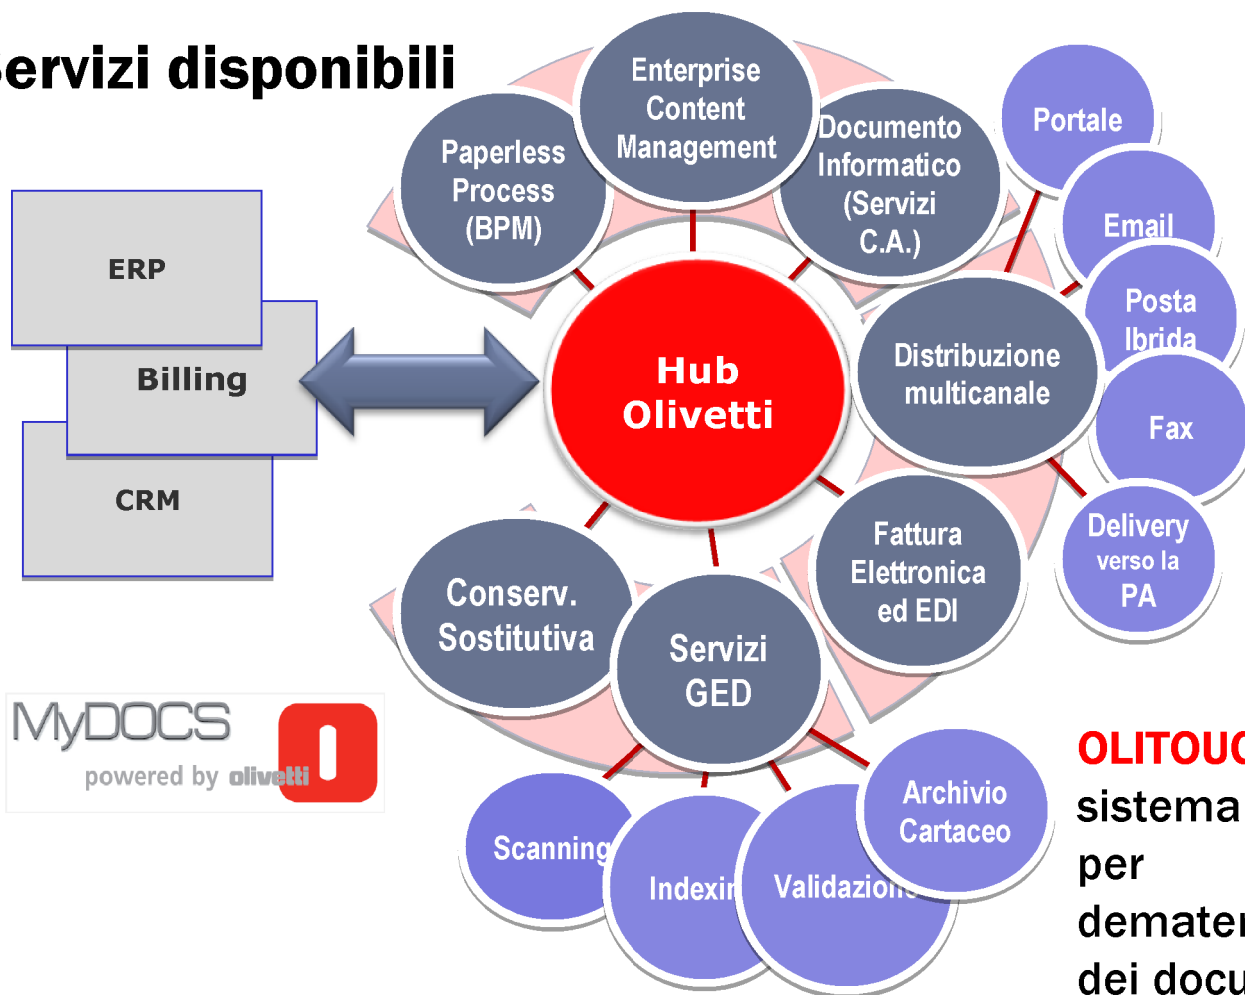 Servizi disponibili
Enterprise
Content
Management
Paperless
Process
(BPM)
Documento
Informatico
(Servizi
C.A.)
Portale
Email
Posta
Ibrida
Fax
Delivery
verso la
PA
ERP
Billing
CRM
Hub
Olivetti
Distribuzione
multicanale
Fattura
Elettronica
ed EDI
Conserv.
Sostitutiva
Servizi
GED
Scanning
Indexin
Validazione
Archivio
Cartaceo
MyDOCS
powered by olivetti
OLITOUC
sistema
per
demater
dei docu